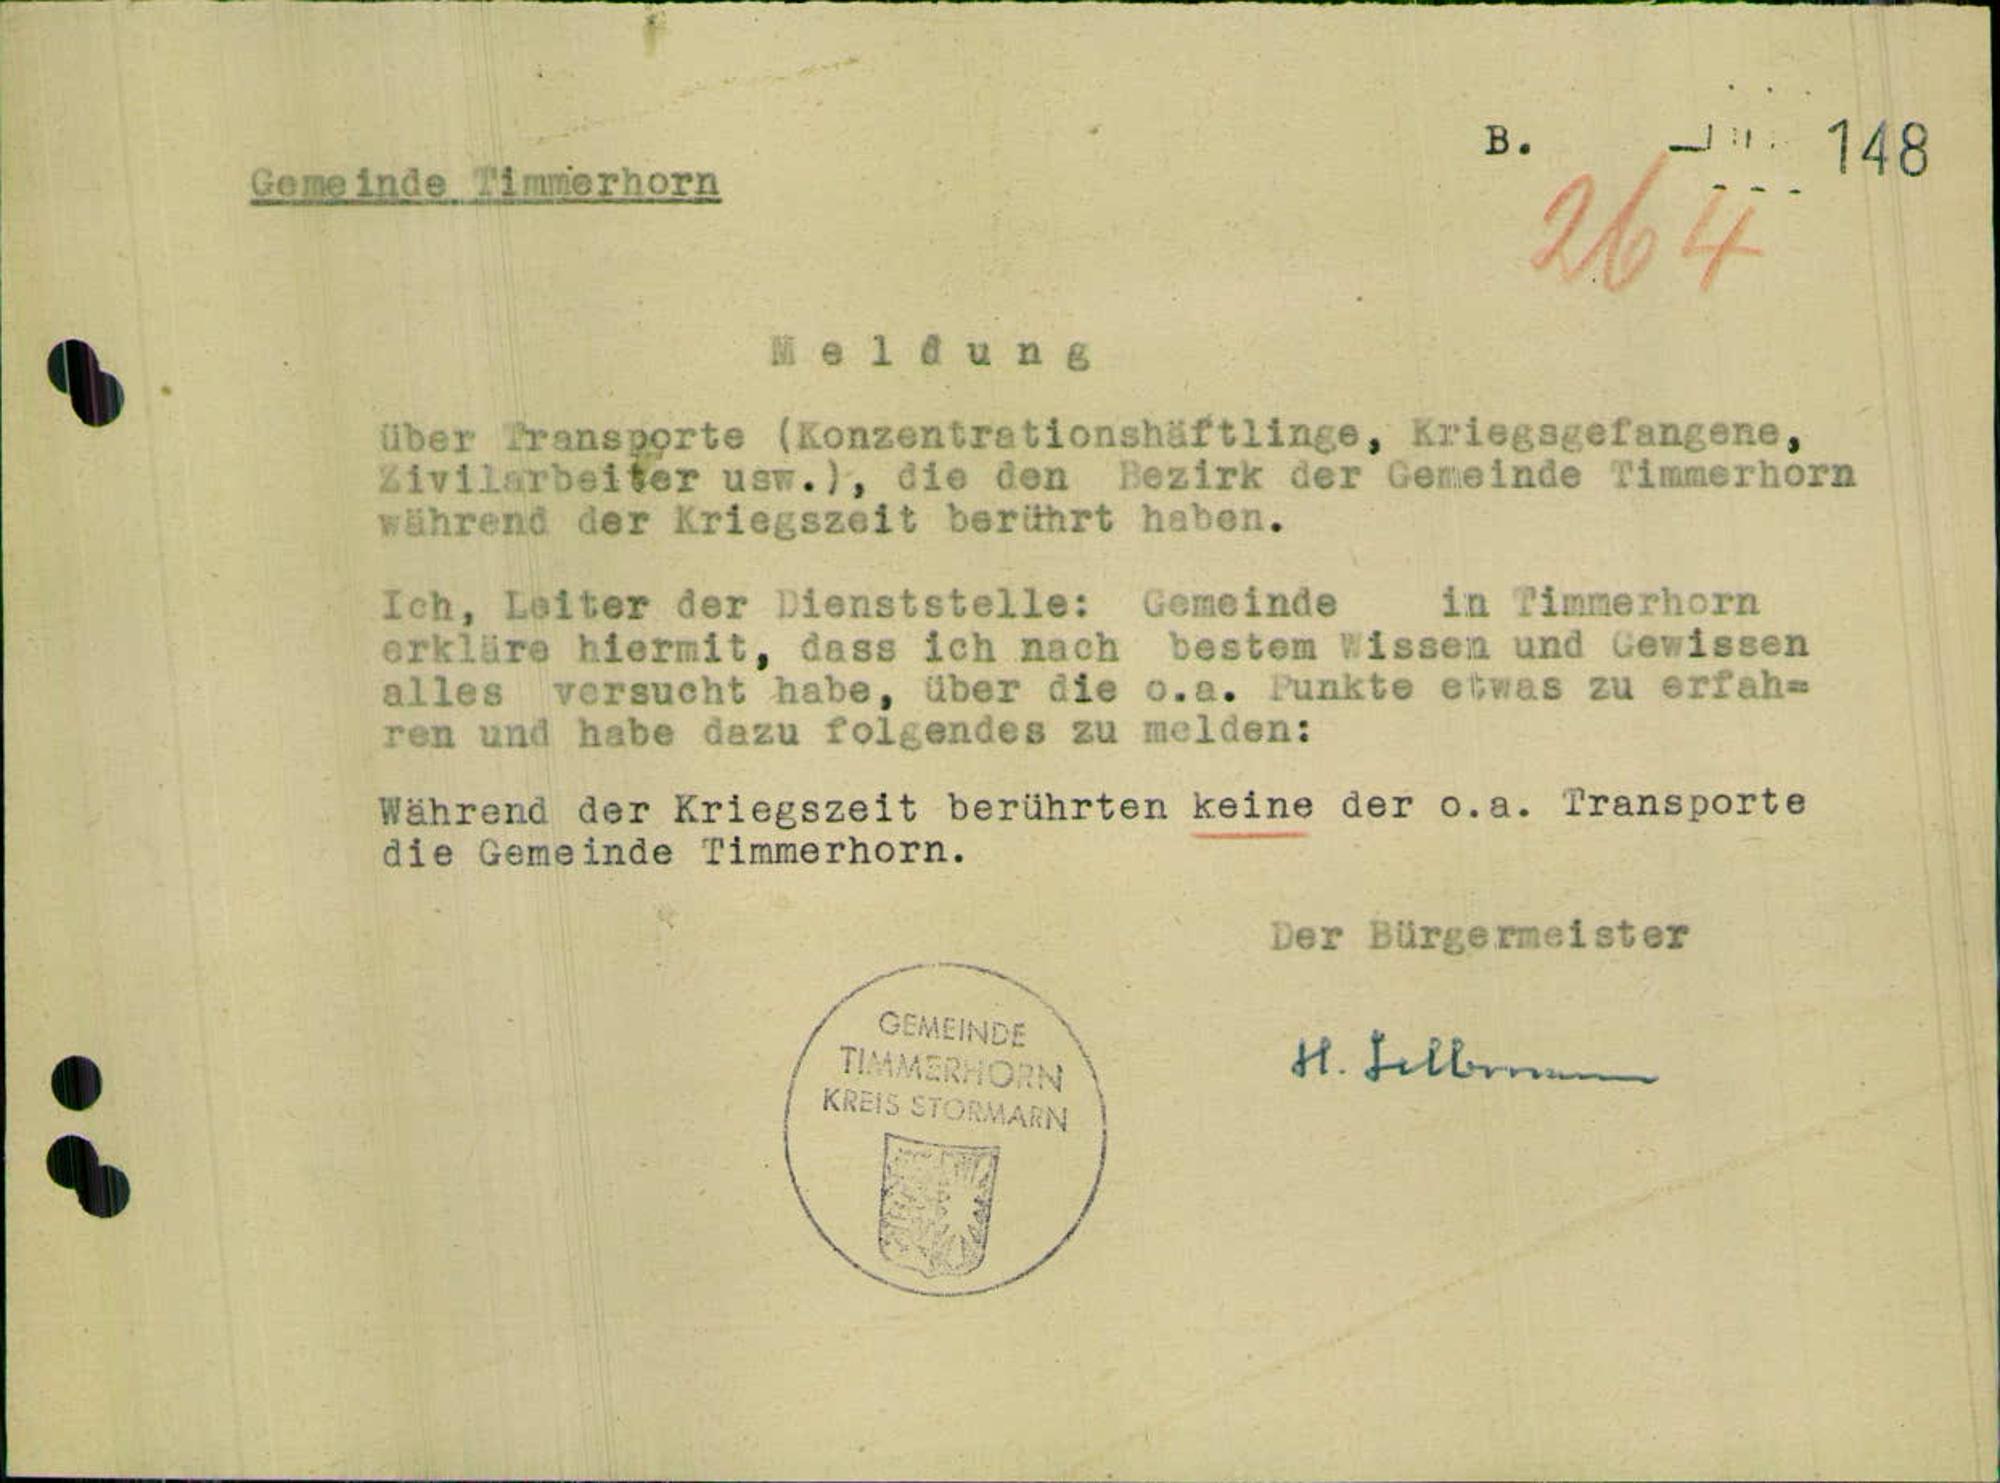 Gemeinde Timmerhorn
B.
148
264
Meldung
über Transporte (Konzentrationshäftlinge, Kriegsgefangene,
Zivilarbeiter usw.), die den Bezirk der Gemeinde Timmerhorn
während der Kriegszeit berührt haben.
Ich, Leiter der Dienststelle: Gemeinde in Timmerhorn
erkläre hiermit, dass ich nach bestem Wissen und Gewissen
alles versucht habe, über die o.a. Punkte etwas zu erfah=
ren und habe dazu folgendes zu melden:
Während der Kriegszeit berührten keine der o.a. Transporte
die Gemeinde Timmerhorn.
Der Bürgermeister
H.
GEMEINDE
TIMMERHORN
KREIS STORMARN